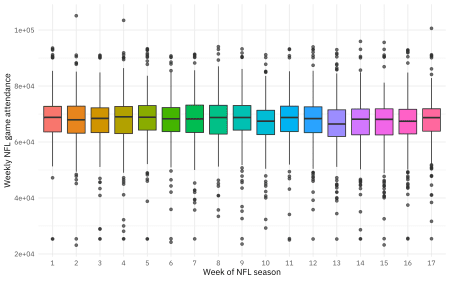 Weekly NFL game attendance
1e+05
8e+04
6e+04
4e+04
2e+04
1 2 3 4 5 6 7 8 9 10 11 12 13 14 15 16 17
Week of NFL season